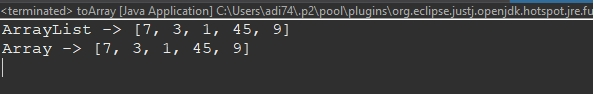 <terminated> toArray [Java Application] C:\Users\adi74\.p2\pool\plugins\org.eclipse.justj.openjdk.hotspot.jre.fu
ArrayList -> [7, 3, 1, 45, 9]
Array -> [7, 3, 1, 45, 9]